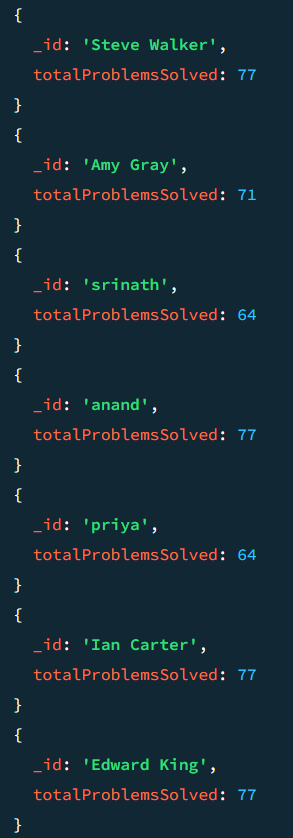 {
_id: 'Steve Walker',
totalProblemsSolved: 77
}
{
_id: 'Amy Gray',
totalProblemsSolved: 71
}
{
_id: 'srinath',
totalProblemsSolved: 64
}
{
_id: 'anand',
totalProblemsSolved: 77
}
{
_id: 'priya',
totalProblemsSolved: 64
}
{
_id: 'Ian Carter',
totalProblemsSolved: 77
}
{
_id: 'Edward King',
totalProblemsSolved: 77
}